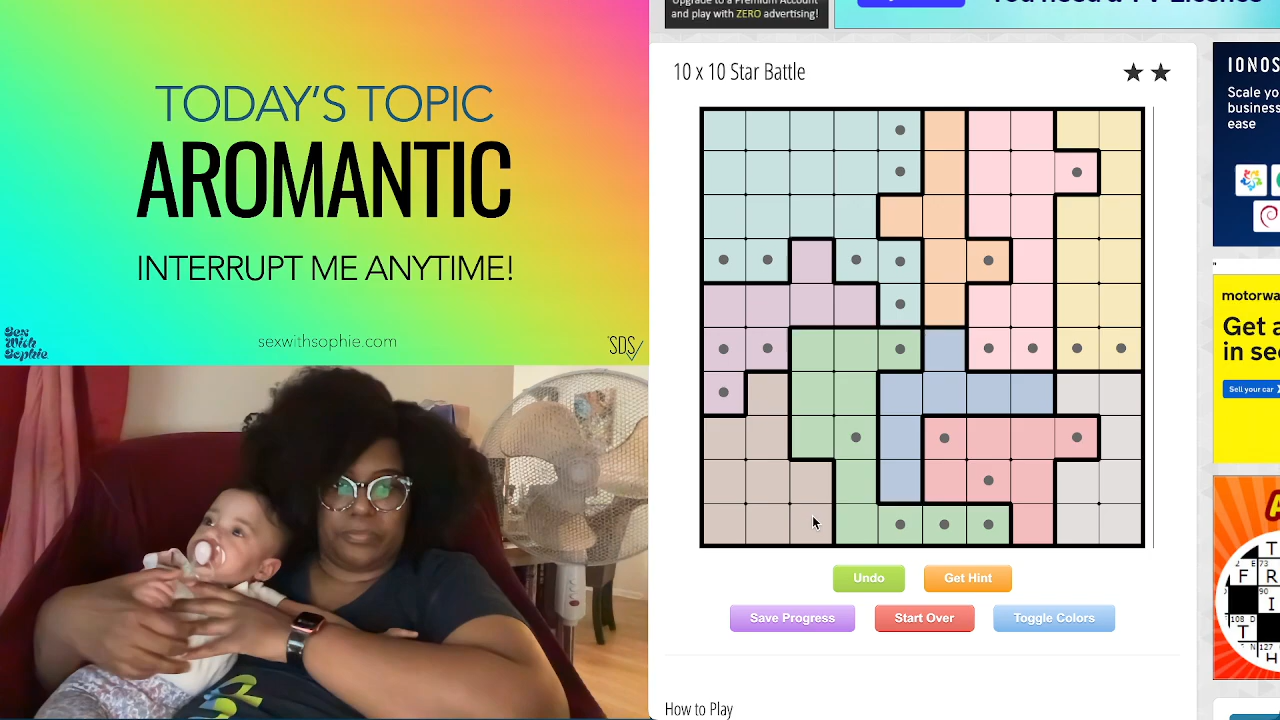 TODAY'S TOPIC
AROMANTIC
INTERRUPT ME ANYTIME!
Sex
With
Sophie
sexwithsophie.com
SDS
Upgrade to a Premium Account
and play with ZERO advertising!
10 x 10 Star Battle
Undo
Get Hint
Save Progress
Start Over
Toggle Colors
How to Play
IONOS
Scale yo
business
ease
motorwa
Get a
in sec
Sell your car